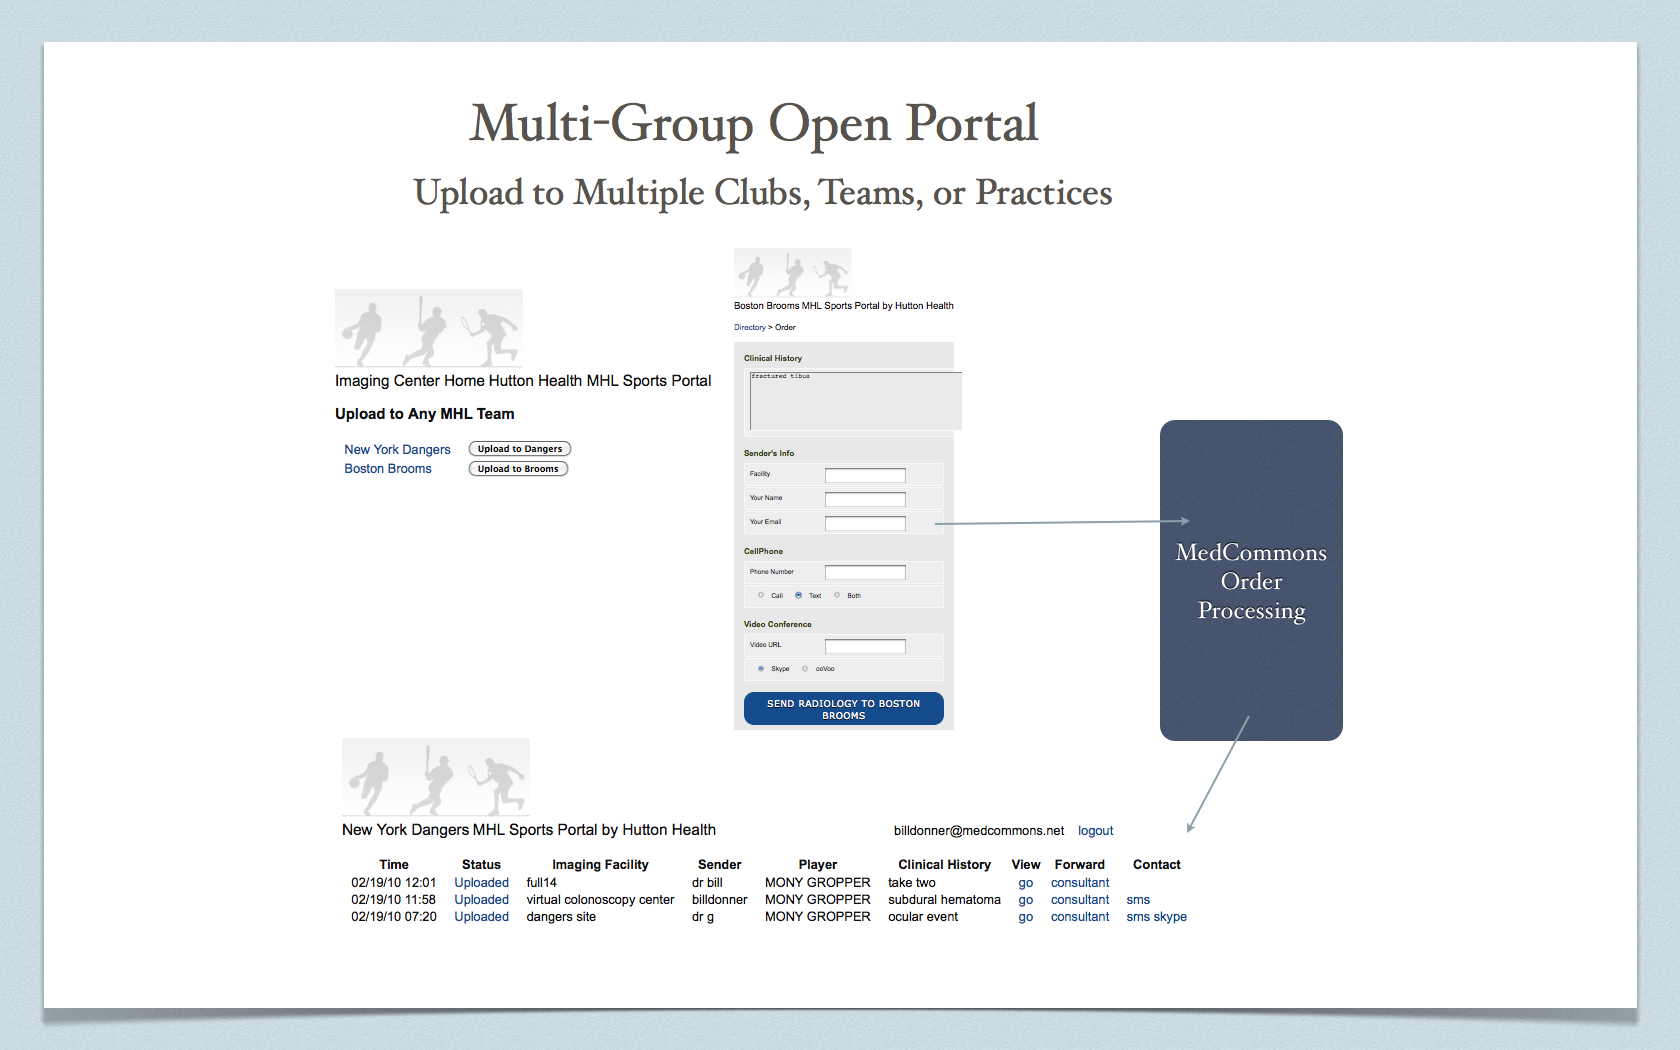 Multi-Group Open Portal
Upload to Multiple Clubs, Teams, or Practices
Imaging Center Home Hutton Health MHL Sports Portal
Upload to Any MHL Team
New York Dangers Upload to Dangers
Boston Brooms Upload to Brooms
Boston Brooms MHL Sports Portal by Hutton Health
Directory > Order
Clinical History
fractured tibua
Sender's Info
Facility
Your Name
Your Email
CellPhone
Phone Number
Call Text Both
Video Conference
Video URL
Skype ooVoo
SEND RADIOLOGY TO BOSTON
BROOMS
MedCommons
Order
Processing
New York Dangers MHL Sports Portal by Hutton Health billdonner@medcommons.net logout
Time Status Imaging Facility Sender Player Clinical History View Forward Contact
02/19/10 12:01 Uploaded full14 dr bill MONY GROPPER take two go consultant
02/19/10 11:58 Uploaded virtual colonoscopy center billdonner MONY GROPPER subdural hematoma go consultant sms
02/19/10 07:20 Uploaded dangers site dr g MONY GROPPER ocular event go consultant sms skype